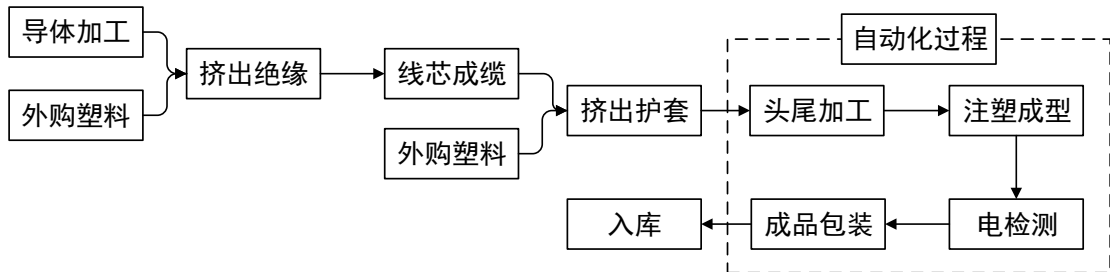 自动化过程
导体加工
外购塑料
挤出绝缘
线芯成缆
外购塑料
挤出护套
头尾加工
注塑成型
电检测
成品包装
入库